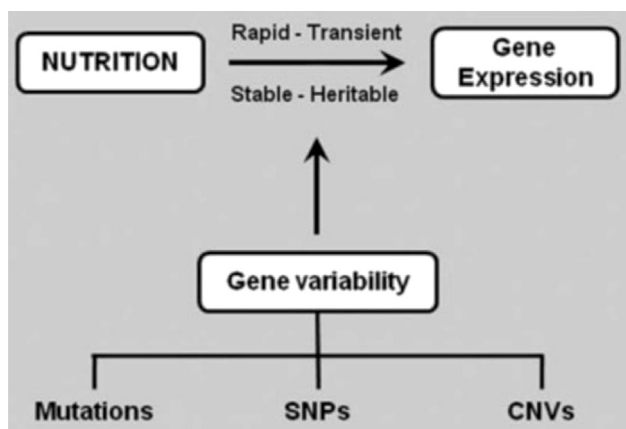 NUTRITION
Rapid - Transient
Stable - Heritable
Gene
Expression
Gene variability
Mutations
SNPs
CNVs